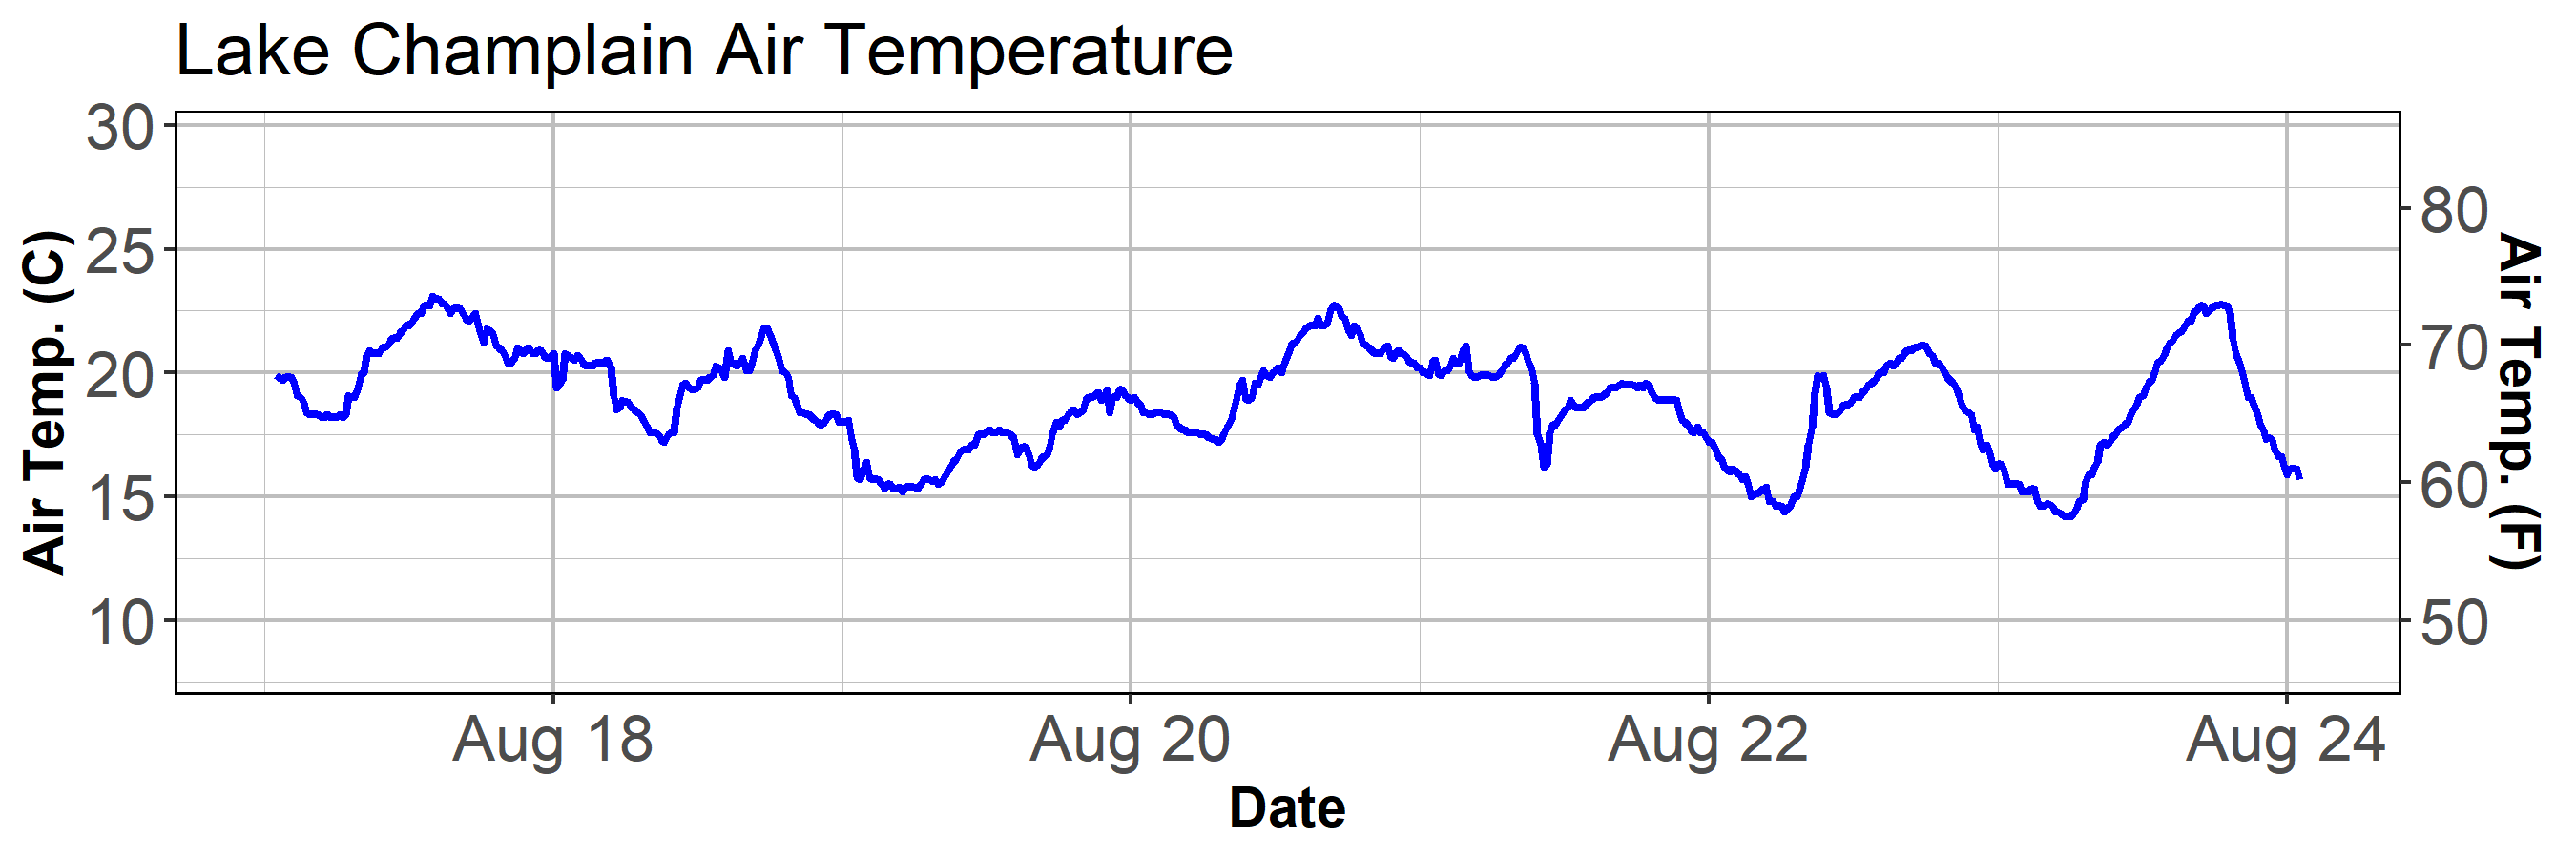 Lake Champlain Air Temperature
30
25
20
15
10
Air Temp. (C)
80
70
60
50
Air Temp. (F)
Aug 18
Aug 20
Aug 22
Aug 24
Date